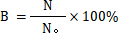 B = N / N₀ × 100%